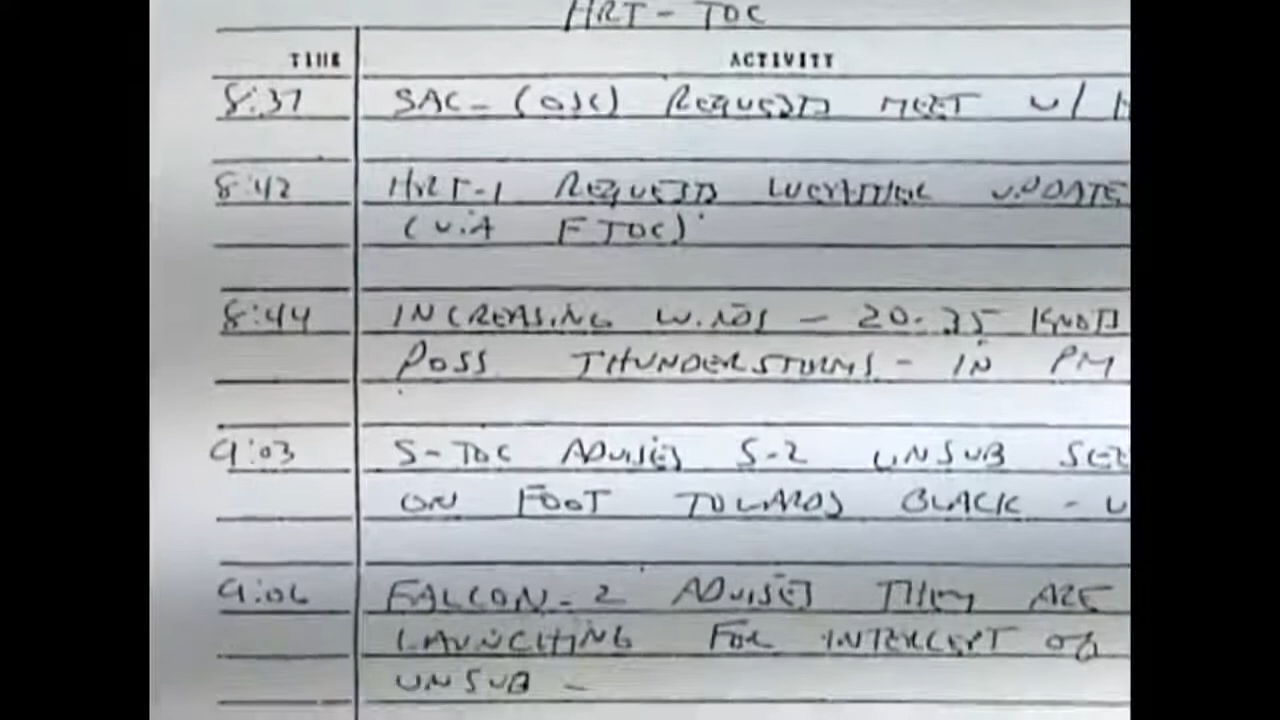 HRT - TOC
TIME ACTIVITY
8:37 SAC - (OSC) REQUESTS MEET W/
8:42 HRT-1 REQUESTS WEATHER UPDATE
(VIA FTOC)
8:44 INCREASING WINDS - 20-35 KNOTS
POSS THUNDERSTORMS - IN PM
9:03 S-TOC ADVISES S-2 UNSUB
ON FOOT TOWARDS BLACK -
9:06 FALCON-2 ADVISES THEY ARE
LAUNCHING FOR INTERCEPT OF
UNSUB -